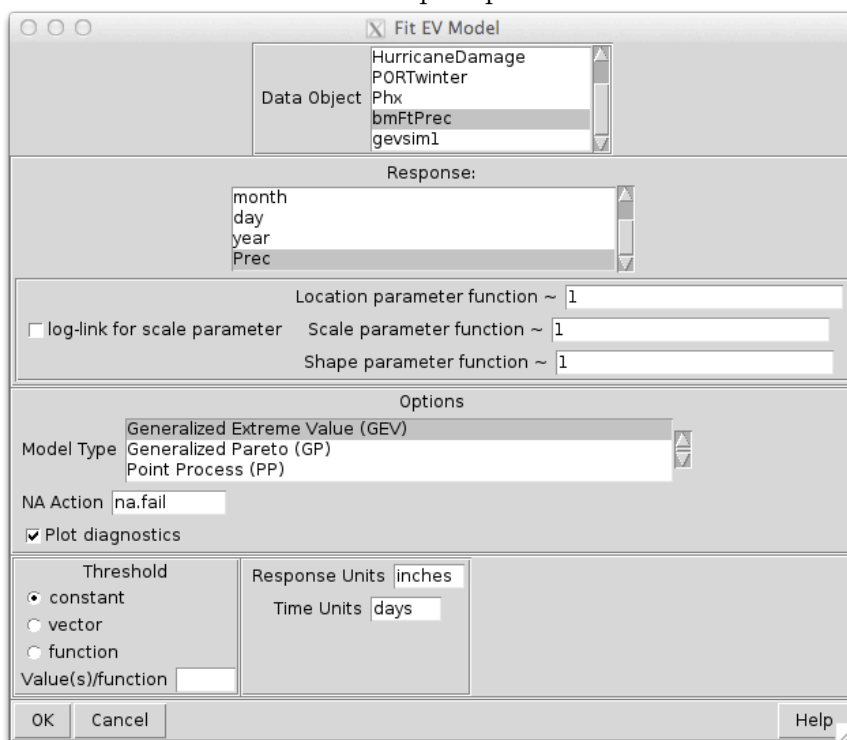 Fit EV Model
HurricaneDamage
PORTwinter
Data Object Phx
bmFtPrec
gevsim1
Response:
month
day
year
Prec
Location parameter function ~ 1
log-link for scale parameter Scale parameter function ~ 1
Shape parameter function ~ 1
Options
Generalized Extreme Value (GEV)
Model Type Generalized Pareto (GP)
Point Process (PP)
NA Action na.fail
Plot diagnostics
Threshold
constant
vector
function
Value(s)/function
Response Units inches
Time Units days
OK Cancel Help